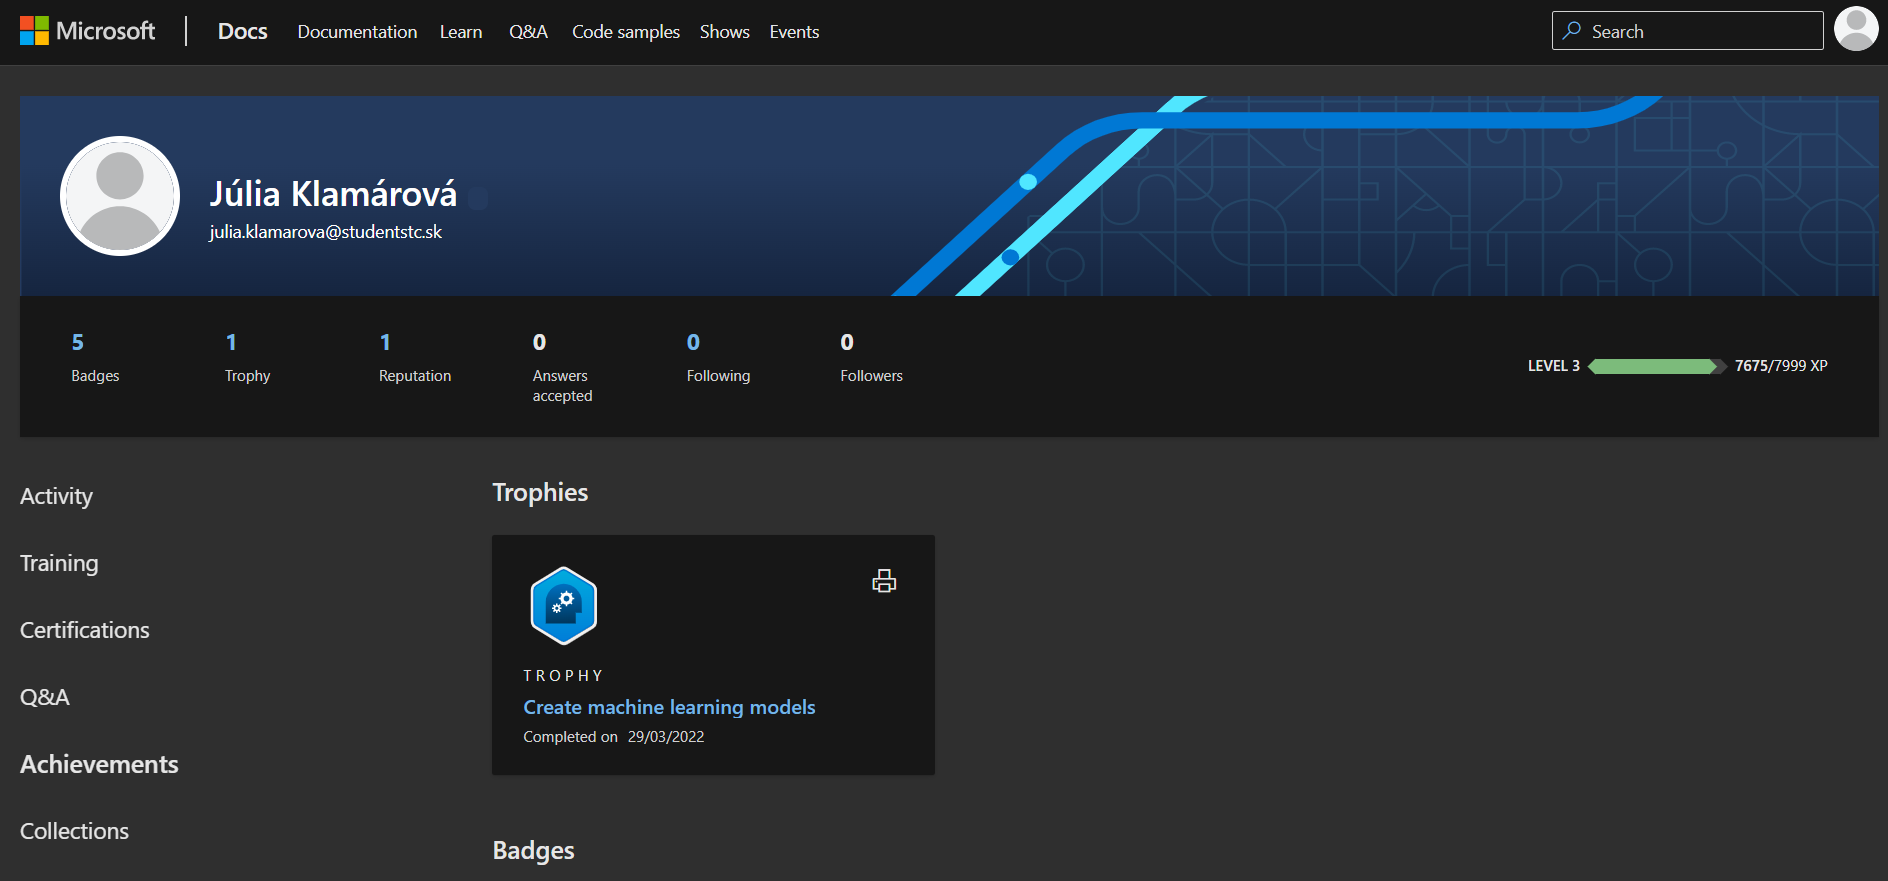 Microsoft Docs Documentation Learn Q&A Code samples Shows Events Search
Júlia Klamárová
julia.klamarova@studentstc.sk
5 1 1 0 0 0
Badges Trophy Reputation Answers accepted Following Followers
LEVEL 3 7675/7999 XP
Activity
Training
Certifications
Q&A
Achievements
Collections
Trophies
TROPHY
Create machine learning models
Completed on 29/03/2022
Badges